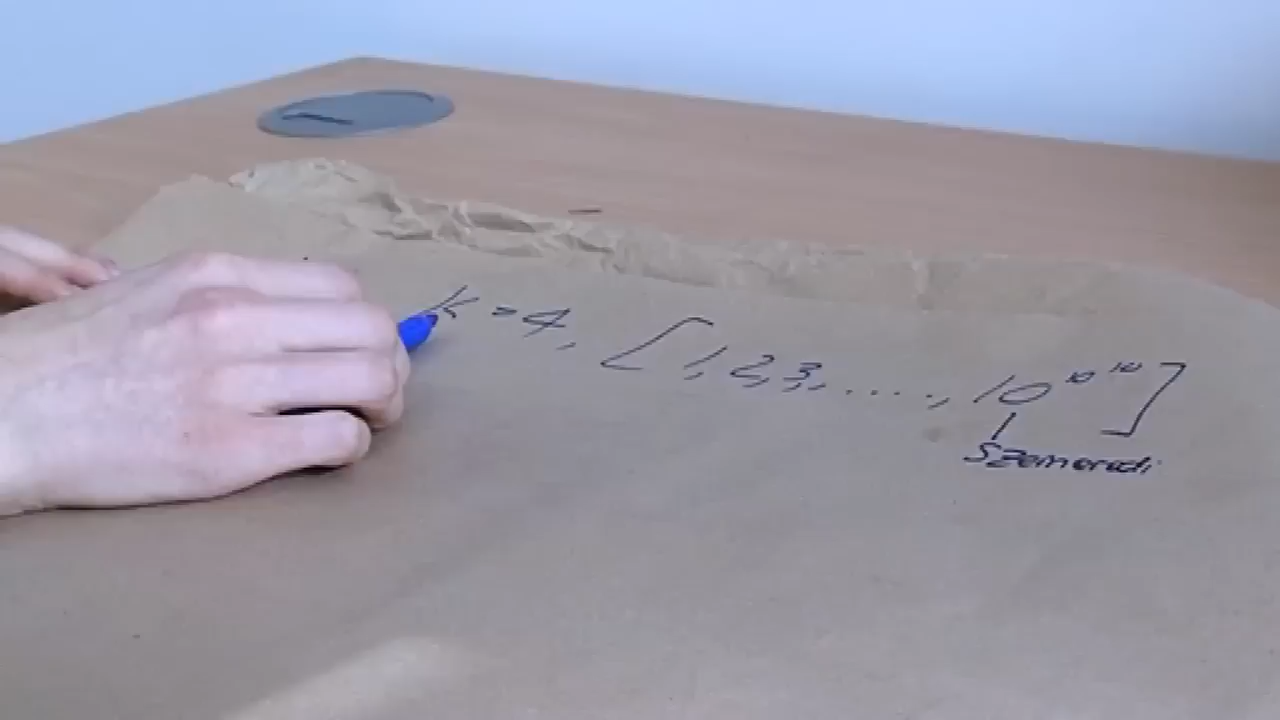 k = 4, [1, 2, 3, ...., 10^10^10]
Szemeredi